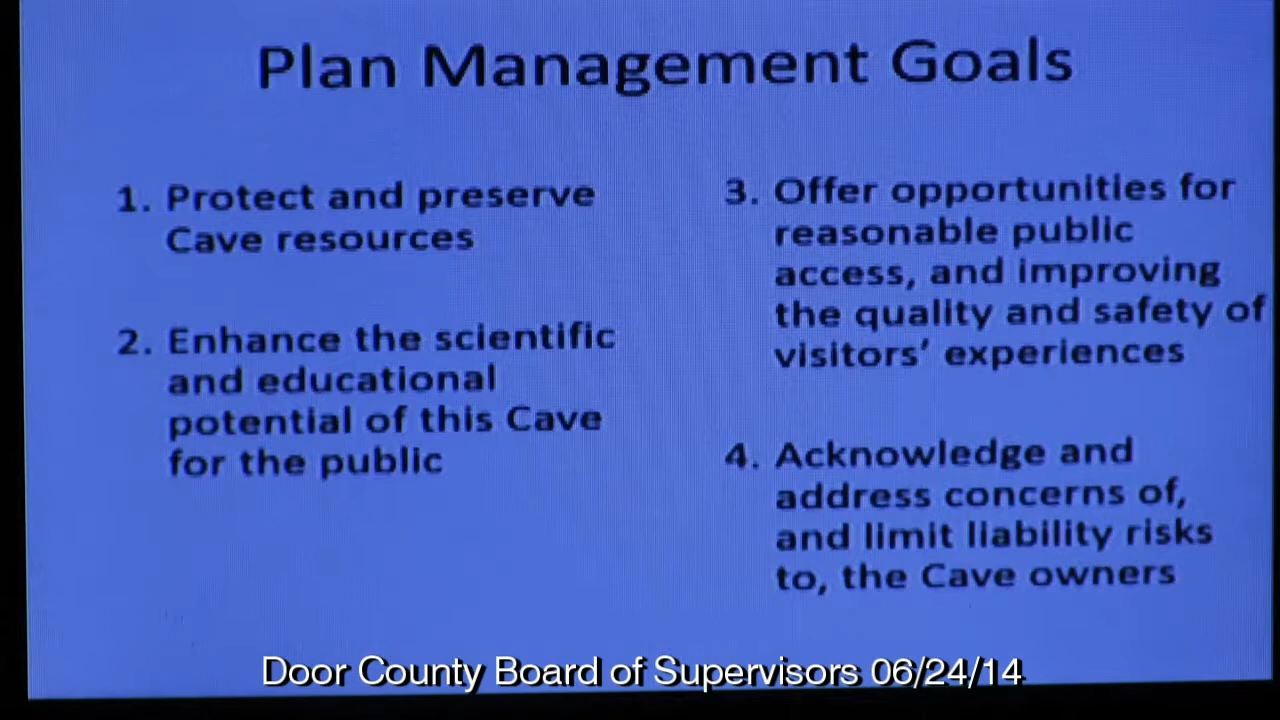 Plan Management Goals
1. Protect and preserve
Cave resources
2. Enhance the scientific
and educational
potential of this Cave
for the public
3. Offer opportunities for
reasonable public
access, and improving
the quality and safety of
visitors’ experiences
4. Acknowledge and
address concerns of,
and limit liability risks
to, the Cave owners
Door County Board of Supervisors 06/24/14